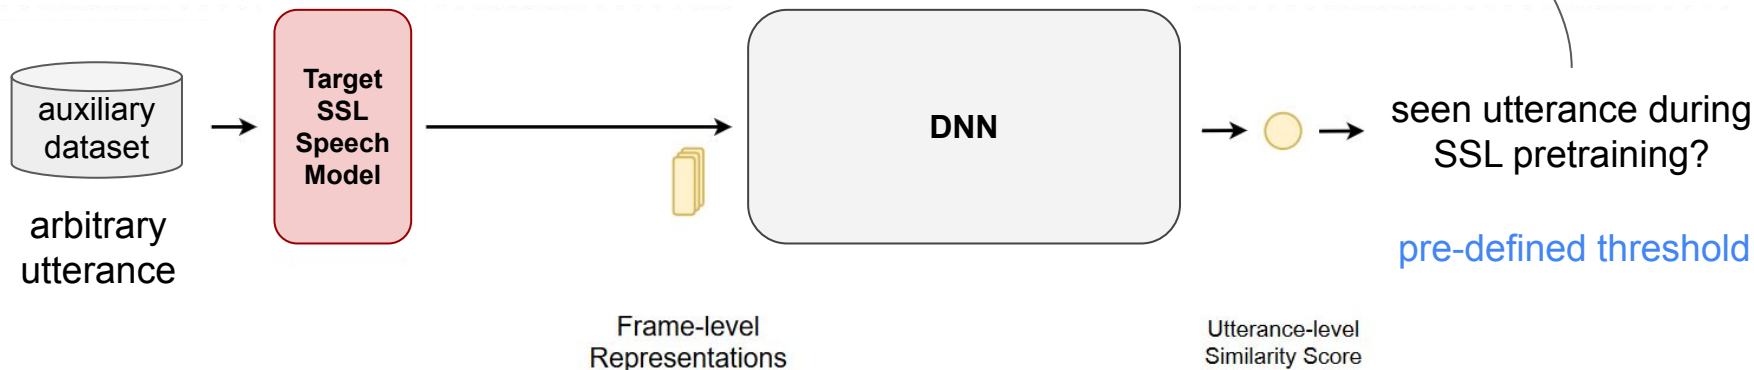 auxiliary
dataset
arbitrary
utterance
Target
SSL
Speech
Model
Frame-level
Representations
DNN
Utterance-level
Similarity Score
seen utterance during
SSL pretraining?
pre-defined threshold